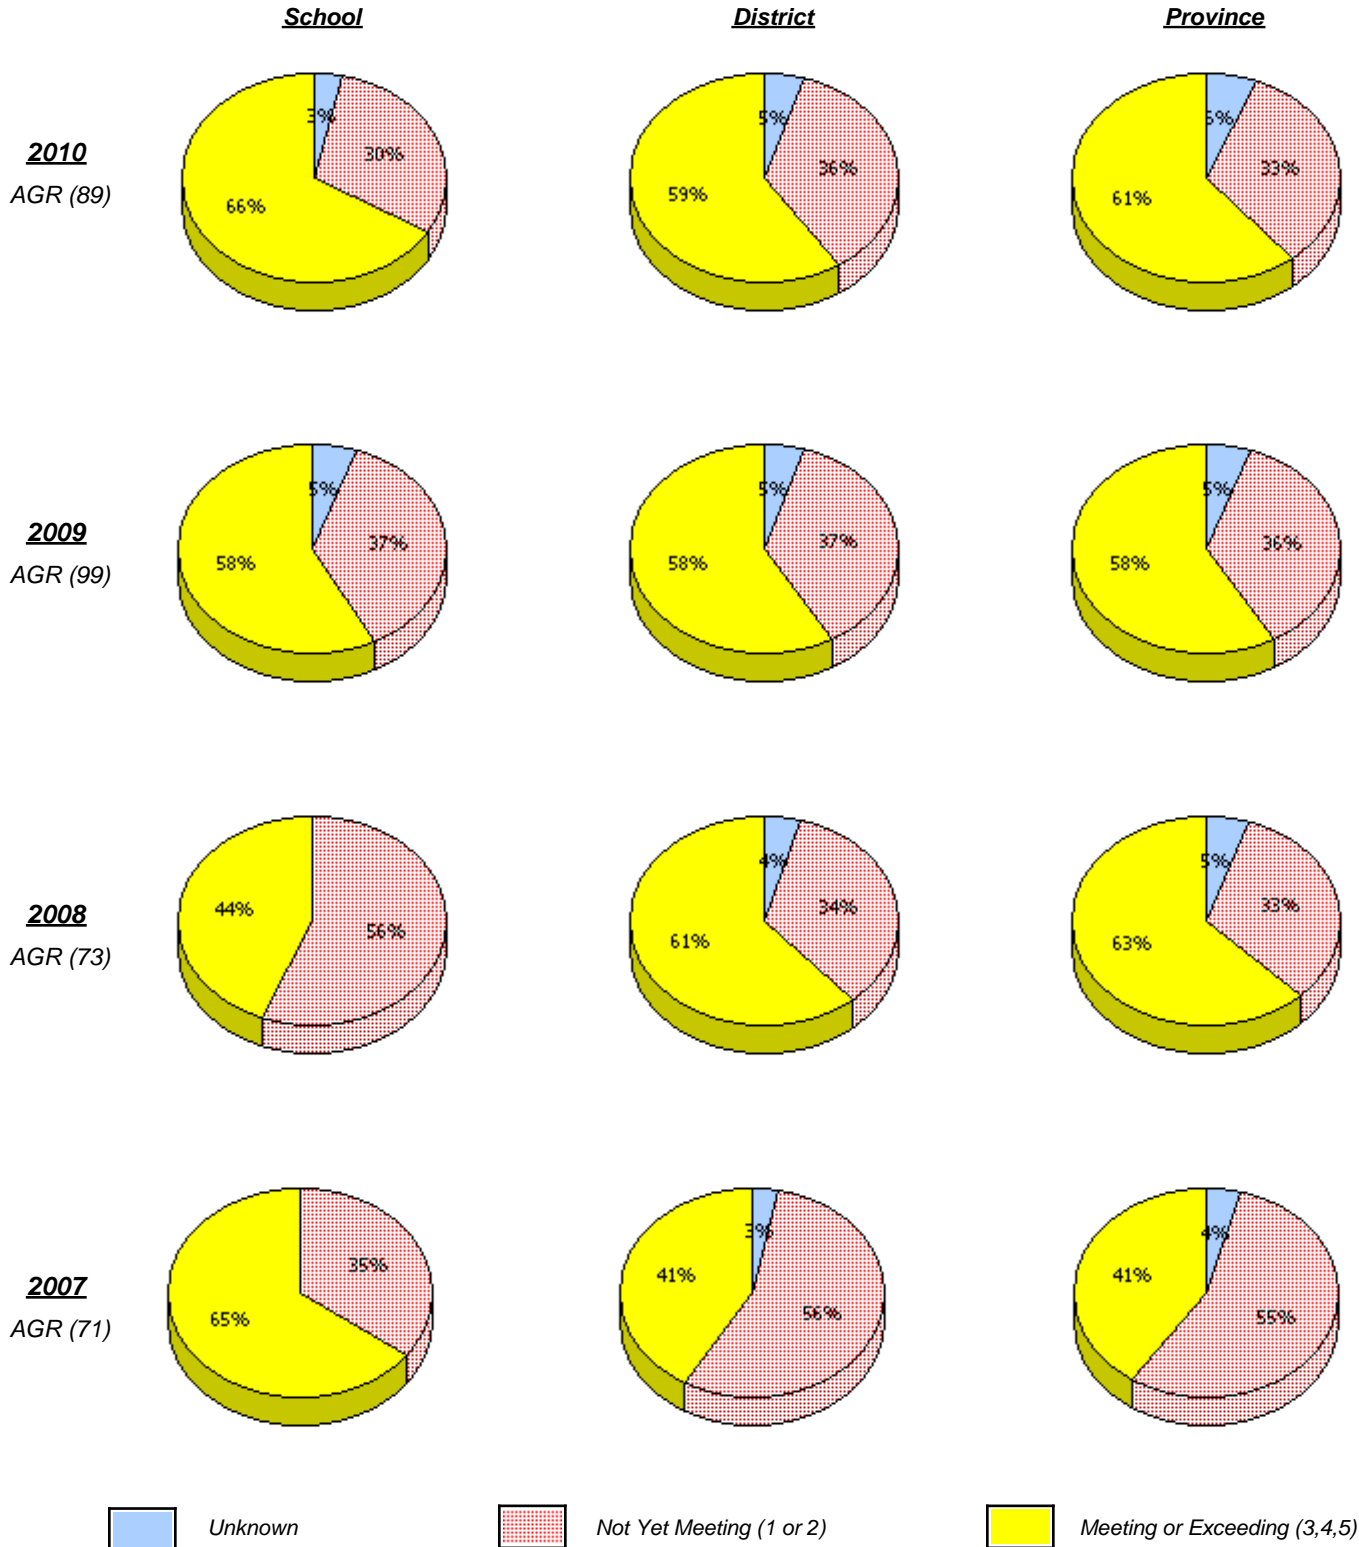 School District Province
2010
AGR (89)
3% 30% 66%
5% 36% 59%
6% 33% 61%
2009
AGR (99)
5% 37% 58%
5% 37% 58%
5% 36% 58%
2008
AGR (73)
44% 56%
4% 34% 61%
5% 33% 63%
2007
AGR (71)
35% 65%
3% 41% 56%
4% 41% 55%
Unknown Not Yet Meeting (1 or 2) Meeting or Exceeding (3,4,5)